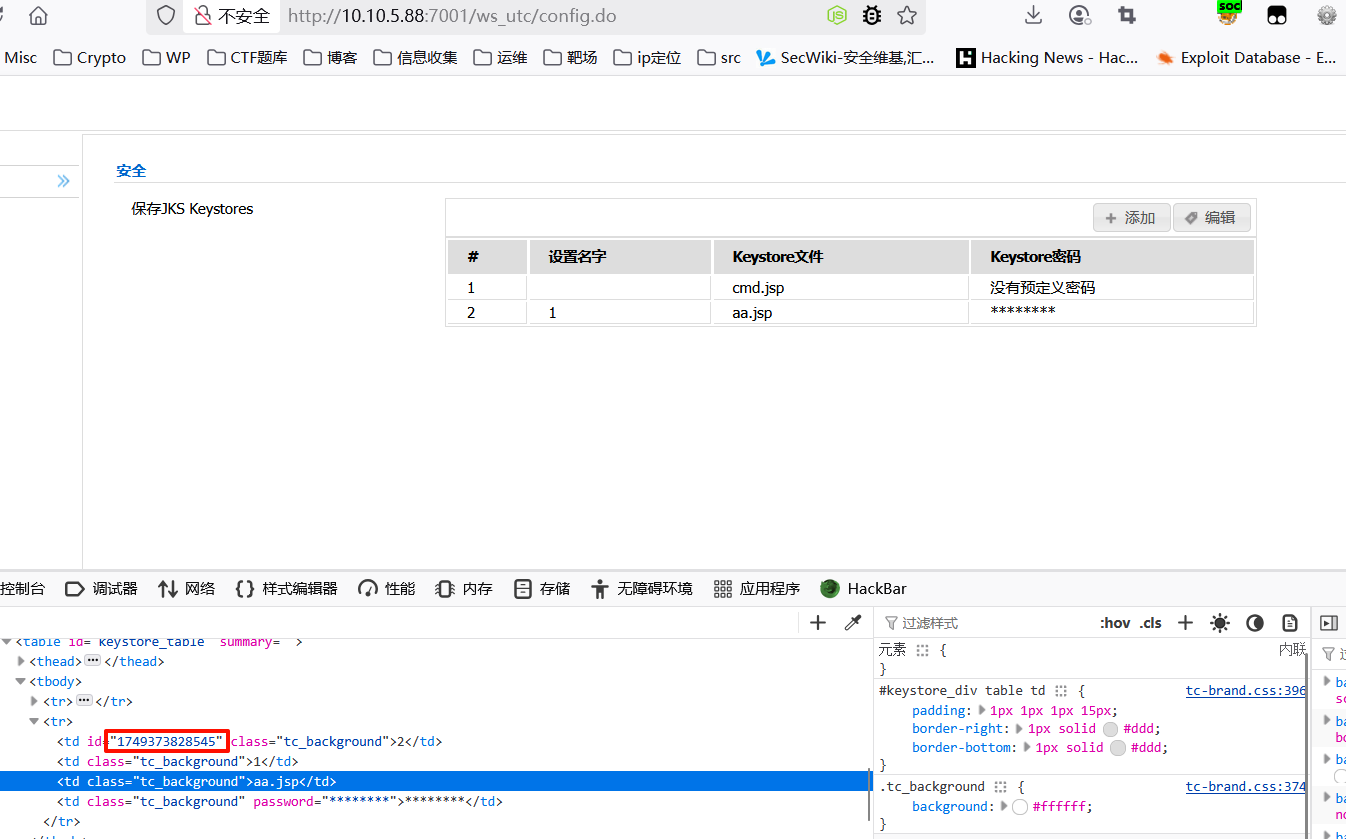 不安全 http://10.10.5.88:7001/ws_utc/config.do soc
Misc Crypto WP CTF题库 博客 信息收集 运维 靶场 ip定位 src SecWiki-安全维基,汇... Hacking News - Hac... Exploit Database - E...
安全
保存JKS Keystores
添加 编辑
# 设置名字 Keystore文件 Keystore密码
1 cmd.jsp 没有预定义密码
2 1 aa.jsp ********
控制台 调试器 网络 样式编辑器 性能 内存 存储 无障碍环境 应用程序 HackBar
过滤样式 :hov .cls
<table id="keystore_table" summary="">
<thead> ••• </thead>
<tbody>
<tr> ••• </tr>
<tr>
<td id="1749373828545" class="tc_background">2</td>
<td class="tc_background">1</td>
<td class="tc_background">aa.jsp</td>
<td class="tc_background" password="********">********</td>
</tr>
元素 { 内联
}
#keystore_div table td { tc-brand.css:396
padding: 1px 1px 1px 15px;
border-right: 1px solid #ddd;
border-bottom: 1px solid #ddd;
}
.tc_background { tc-brand.css:374
background: #ffffff;
}